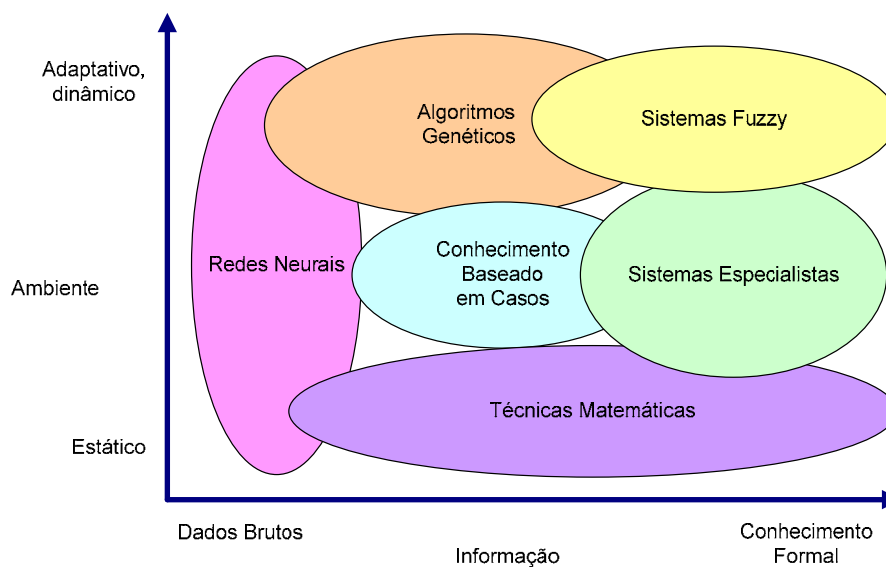 Adaptativo,
dinâmico
Algoritmos
Genéticos
Sistemas Fuzzy
Redes Neurais
Conhecimento
Baseado
em Casos
Sistemas Especialistas
Ambiente
Técnicas Matemáticas
Estático
Dados Brutos
Informação
Conhecimento
Formal